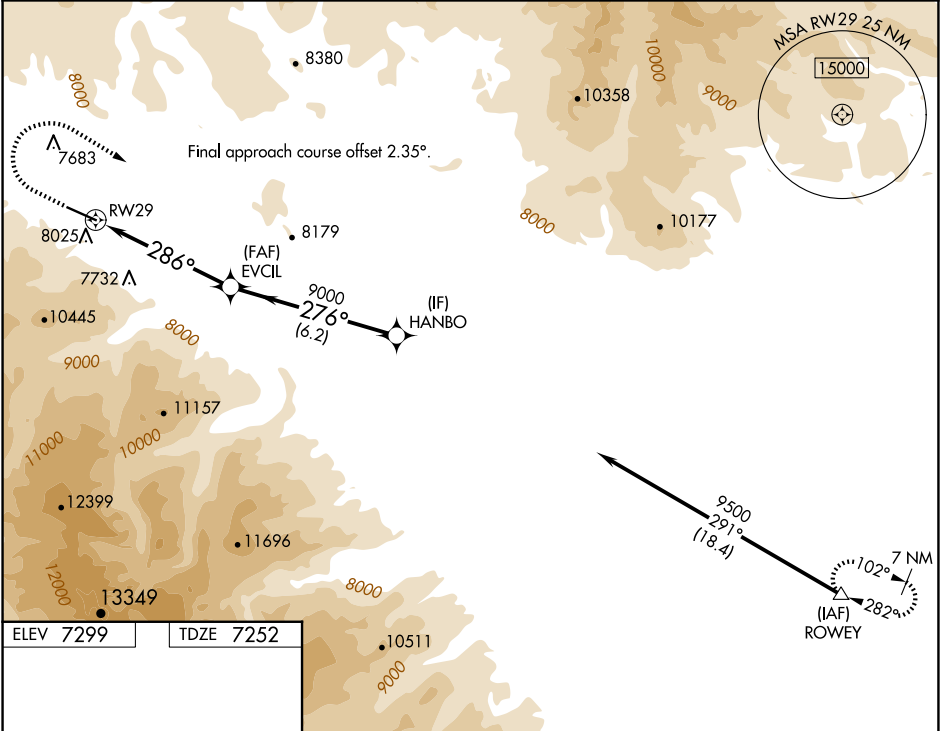 8380
8000
10358
10000
9000
MSA RW29 25 NM
15000
7683
Final approach course offset 2.35°.
RW29
8025
8179
8000
10177
286°
(FAF)
EVCIL
7732
9000
276°
(6.2)
(IF)
HANBO
10445
8000
9000
11157
11000
10000
12399
11696
9500
291°
(18.4)
12000
13349
8000
102°
7 NM
282°
(IAF)
ROWEY
ELEV 7299
TDZE 7252
10511
9000